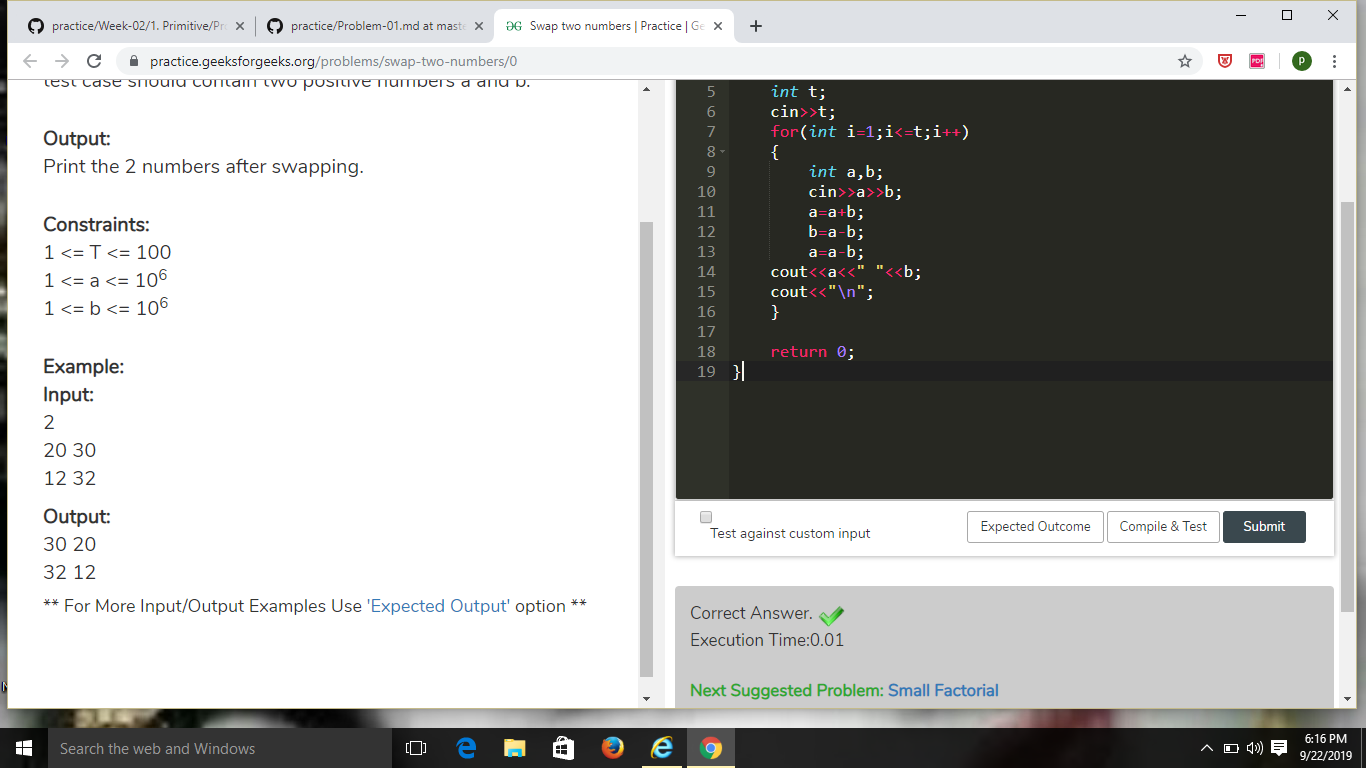 practice/Week-02/1. Primitive/Pr
practice/Problem-01.md at maste
Swap two numbers | Practice | Ge
practice.geeksforgeeks.org/problems/swap-two-numbers/0
PDF
p
test case should contain two positive numbers a and b.
Output:
Print the 2 numbers after swapping.
Constraints:
1 <= T <= 100
1 <= a <= 10⁶
1 <= b <= 10⁶
Example:
Input:
2
20 30
12 32
Output:
30 20
32 12
** For More Input/Output Examples Use 'Expected Output' option **
5 int t;
6 cin>>t;
7 for(int i=1;i<=t;i++)
8 {
9 int a,b;
10 cin>>a>>b;
11 a=a+b;
12 b=a-b;
13 a=a-b;
14 cout<<a<<" "<<b;
15 cout<<"\n";
16 }
17
18 return 0;
19 }
Test against custom input
Expected Outcome
Compile & Test
Submit
Correct Answer.
Execution Time:0.01
Next Suggested Problem: Small Factorial
Search the web and Windows
6:16 PM
9/22/2019